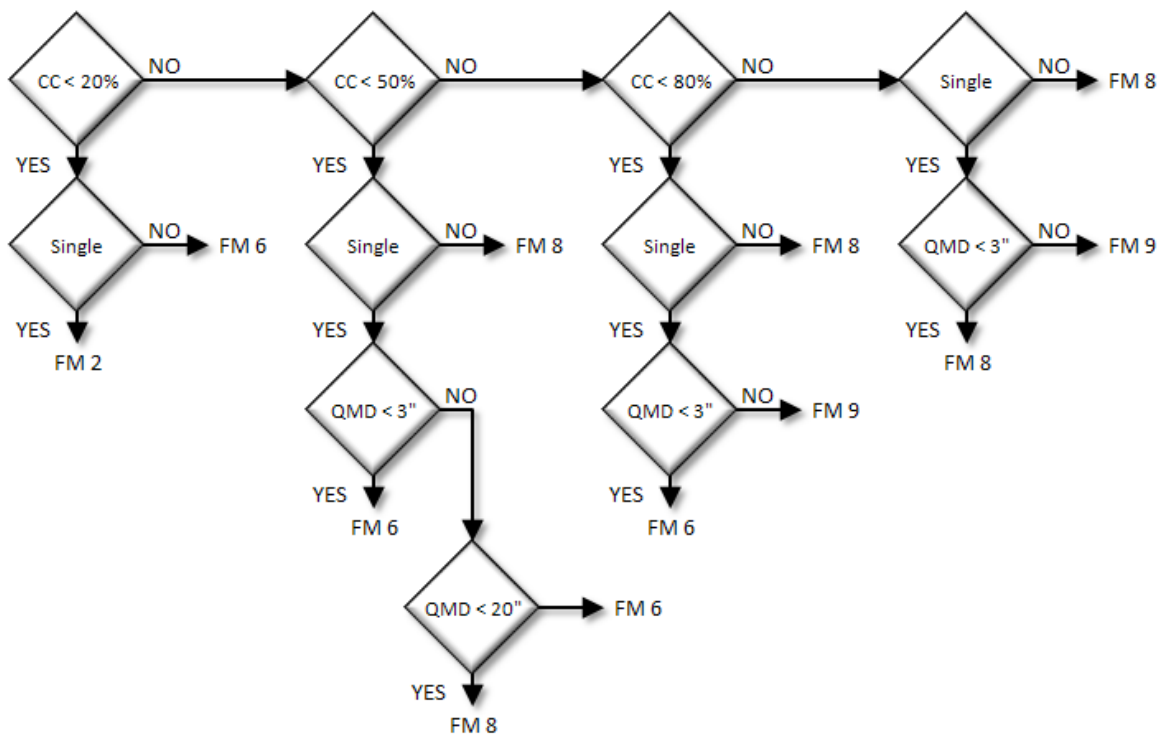 CC < 20%
NO
CC < 50%
NO
CC < 80%
NO
Single
NO
FM 8
YES
YES
YES
YES
Single
NO
FM 6
Single
NO
FM 8
Single
NO
FM 8
QMD < 3"
NO
FM 9
YES
YES
YES
YES
FM 2
FM 8
QMD < 3"
NO
QMD < 3"
NO
FM 9
YES
YES
FM 6
FM 6
QMD < 20"
FM 6
YES
FM 8